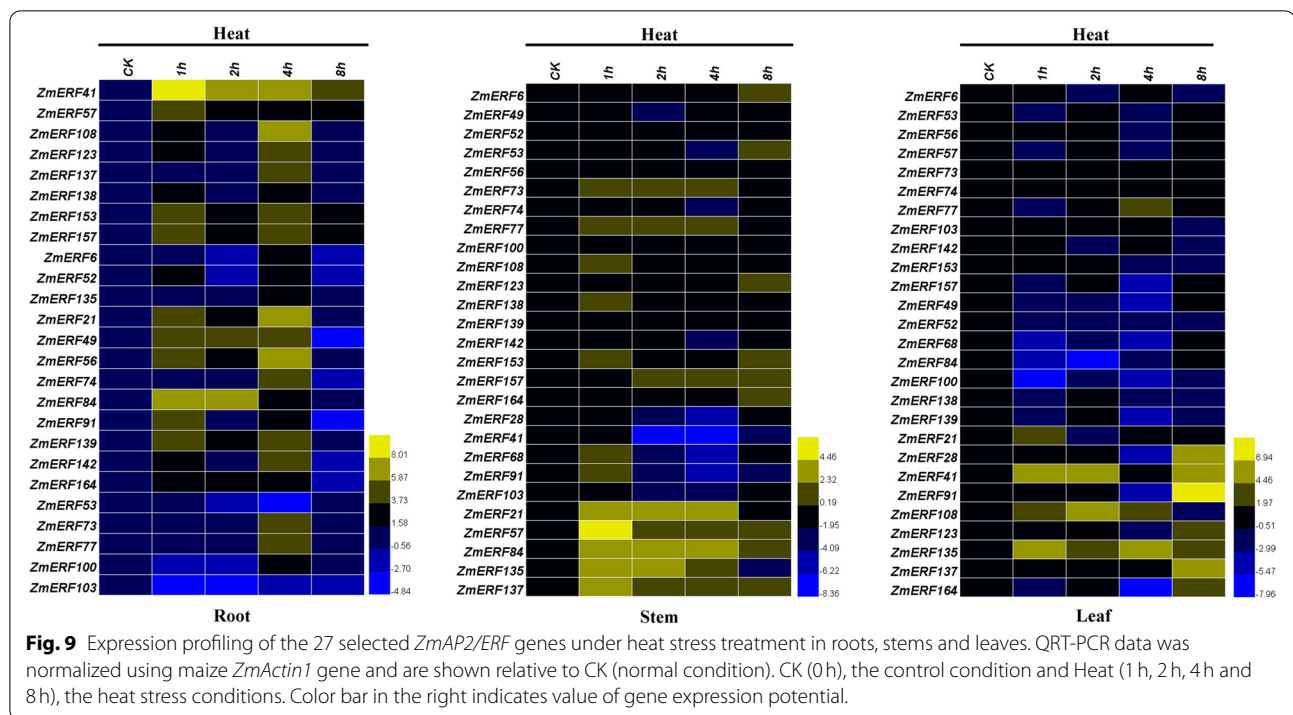 Heat
CK 1h 2h 4h 8h
ZmERF41
ZmERF57
ZmERF108
ZmERF123
ZmERF137
ZmERF138
ZmERF153
ZmERF157
ZmERF6
ZmERF52
ZmERF135
ZmERF21
ZmERF49
ZmERF56
ZmERF74
ZmERF84
ZmERF91
ZmERF139
ZmERF142
ZmERF164
ZmERF53
ZmERF73
ZmERF77
ZmERF100
ZmERF103
8.01
5.87
3.73
1.58
-0.56
-2.70
-4.84
Root
Heat
CK 1h 2h 4h 8h
ZmERF6
ZmERF49
ZmERF52
ZmERF53
ZmERF56
ZmERF73
ZmERF74
ZmERF77
ZmERF100
ZmERF108
ZmERF123
ZmERF138
ZmERF139
ZmERF142
ZmERF153
ZmERF157
ZmERF164
ZmERF28
ZmERF41
ZmERF68
ZmERF91
ZmERF103
ZmERF21
ZmERF57
ZmERF84
ZmERF135
ZmERF137
4.46
2.32
0.19
-1.95
-4.09
-6.22
-8.36
Stem
Heat
CK 1h 2h 4h 8h
ZmERF6
ZmERF53
ZmERF56
ZmERF57
ZmERF73
ZmERF74
ZmERF77
ZmERF103
ZmERF142
ZmERF153
ZmERF157
ZmERF49
ZmERF52
ZmERF68
ZmERF84
ZmERF100
ZmERF138
ZmERF139
ZmERF21
ZmERF28
ZmERF41
ZmERF91
ZmERF108
ZmERF123
ZmERF135
ZmERF137
ZmERF164
6.94
4.46
1.97
-0.51
-2.99
-5.47
-7.96
Leaf
Fig. 9 Expression profiling of the 27 selected ZmAP2/ERF genes under heat stress treatment in roots, stems and leaves. QRT-PCR data was
normalized using maize ZmActin1 gene and are shown relative to CK (normal condition). CK (0 h), the control condition and Heat (1 h, 2 h, 4 h and
8 h), the heat stress conditions. Color bar in the right indicates value of gene expression potential.